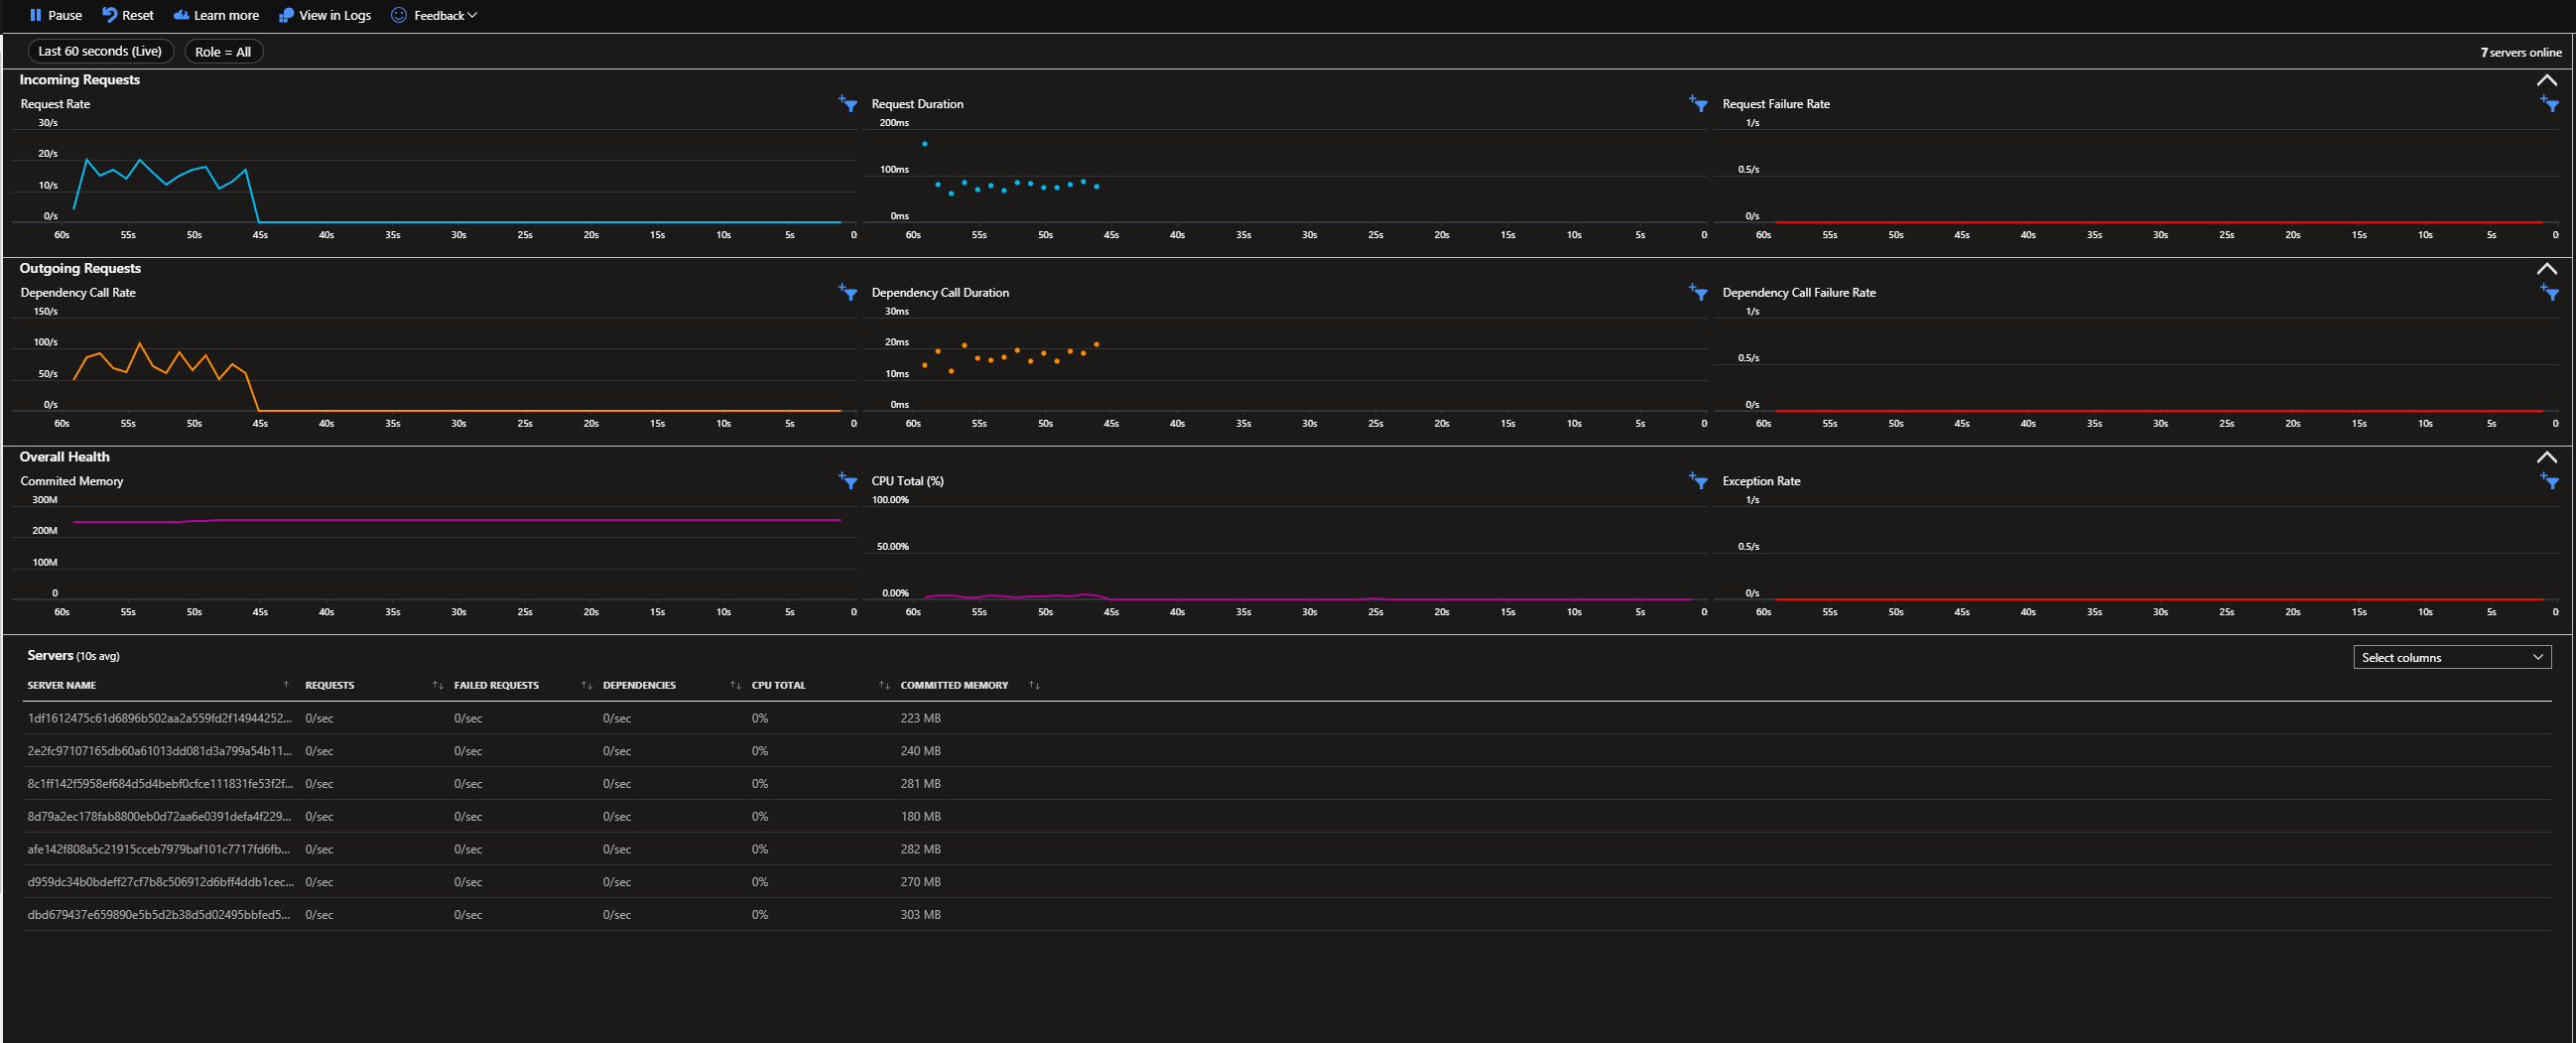 Pause Reset Learn more View in Logs Feedback
Last 60 seconds (Live) Role = All 7 servers online
Incoming Requests
Request Rate
30/s
20/s
10/s
0/s
60s 55s 50s 45s 40s 35s 30s 25s 20s 15s 10s 5s 0
Request Duration
200ms
100ms
0ms
60s 55s 50s 45s 40s 35s 30s 25s 20s 15s 10s 5s 0
Request Failure Rate
1/s
0.5/s
0/s
60s 55s 50s 45s 40s 35s 30s 25s 20s 15s 10s 5s 0
Outgoing Requests
Dependency Call Rate
150/s
100/s
50/s
0/s
60s 55s 50s 45s 40s 35s 30s 25s 20s 15s 10s 5s 0
Dependency Call Duration
30ms
20ms
10ms
0ms
60s 55s 50s 45s 40s 35s 30s 25s 20s 15s 10s 5s 0
Dependency Call Failure Rate
1/s
0.5/s
0/s
60s 55s 50s 45s 40s 35s 30s 25s 20s 15s 10s 5s 0
Overall Health
Commited Memory
300M
200M
100M
0
60s 55s 50s 45s 40s 35s 30s 25s 20s 15s 10s 5s 0
CPU Total (%)
100.00%
50.00%
0.00%
60s 55s 50s 45s 40s 35s 30s 25s 20s 15s 10s 5s 0
Exception Rate
1/s
0.5/s
0/s
60s 55s 50s 45s 40s 35s 30s 25s 20s 15s 10s 5s 0
Servers (10s avg) Select columns
SERVER NAME REQUESTS FAILED REQUESTS DEPENDENCIES CPU TOTAL COMMITTED MEMORY
1df1612475c61d6896b502aa2a559fd2f14944252... 0/sec 0/sec 0/sec 0% 223 MB
2e2fc97107165db60a61013dd081d3a799a54b11... 0/sec 0/sec 0/sec 0% 240 MB
8c1ff142f5958ef684d5d4bebf0cfce111831fe53f2f... 0/sec 0/sec 0/sec 0% 281 MB
8d79a2ec178fab8800eb0d72aa6e0391defa4f229... 0/sec 0/sec 0/sec 0% 180 MB
afe142f808a5c21915cceb7979baf101c7717fd6fb... 0/sec 0/sec 0/sec 0% 282 MB
d959dc34b0bdeff27cf7b8c506912d6bff4ddb1cec... 0/sec 0/sec 0/sec 0% 270 MB
dbd679437e659890e5b5d2b38d5d02495bbfed5... 0/sec 0/sec 0/sec 0% 303 MB